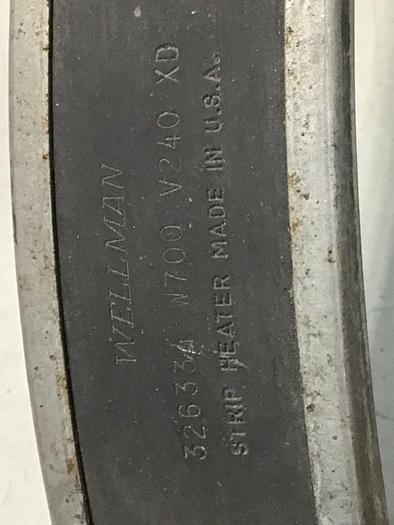 WELLMAN
326334 W700 V240 XD
STRIP HEATER MADE IN U.S.A.